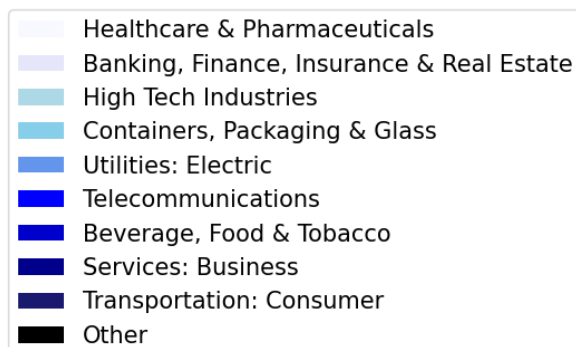 Healthcare & Pharmaceuticals
Banking, Finance, Insurance & Real Estate
High Tech Industries
Containers, Packaging & Glass
Utilities: Electric
Telecommunications
Beverage, Food & Tobacco
Services: Business
Transportation: Consumer
Other